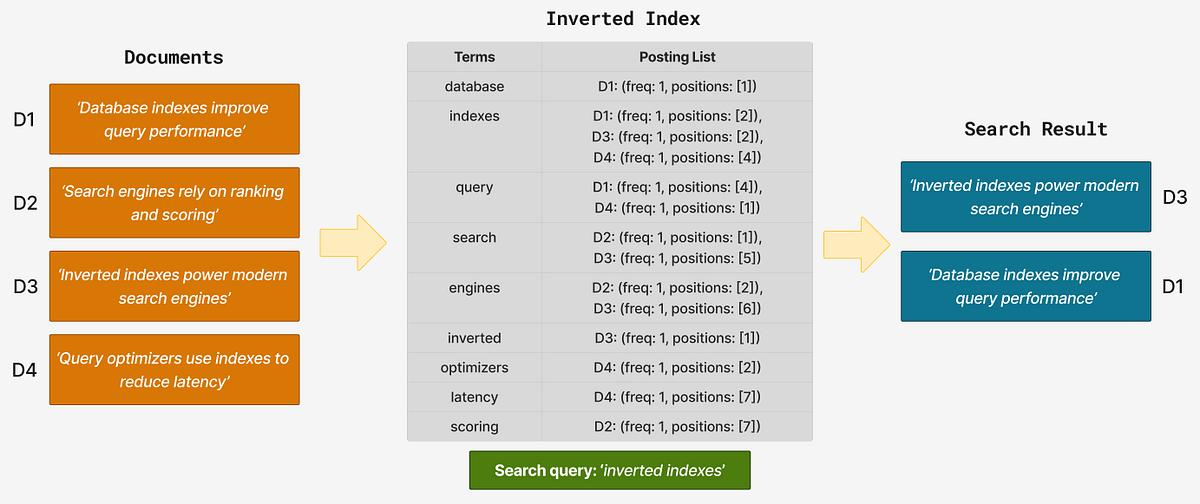 Documents
D1
‘Database indexes improve
query performance’
D2
‘Search engines rely on ranking
and scoring’
D3
‘Inverted indexes power modern
search engines’
D4
‘Query optimizers use indexes to
reduce latency’
Inverted Index
Terms Posting List
database D1: (freq: 1, positions: [1])
indexes D1: (freq: 1, positions: [2]),
D3: (freq: 1, positions: [2]),
D4: (freq: 1, positions: [4])
query D1: (freq: 1, positions: [4]),
D4: (freq: 1, positions: [1])
search D2: (freq: 1, positions: [1]),
D3: (freq: 1, positions: [5])
engines D2: (freq: 1, positions: [2]),
D3: (freq: 1, positions: [6])
inverted D3: (freq: 1, positions: [1])
optimizers D4: (freq: 1, positions: [2])
latency D4: (freq: 1, positions: [7])
scoring D2: (freq: 1, positions: [7])
Search query: ‘inverted indexes’
Search Result
‘Inverted indexes power modern
search engines’
D3
‘Database indexes improve
query performance’
D1